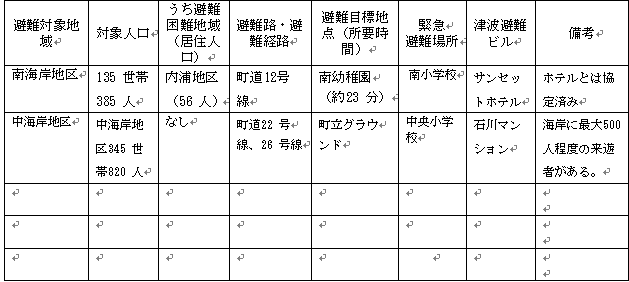 避難対象地域
対象人口
うち避難困難地域（居住人口）
避難路・避難経路
避難目標地点（所要時間）
緊急避難場所
津波避難ビル
備考
南海岸地区
135 世帯
385 人
内浦地区
（56 人）
町道12号線
南幼稚園
（約23 分）
南小学校
サンセットホテル
ホテルとは協定済み
中海岸地区
中海岸地区345 世帯820 人
なし
町道22 号線、26 号線
町立グラウンド
中央小学校
石川マンション
海岸に最大500人程度の来遊者がある。